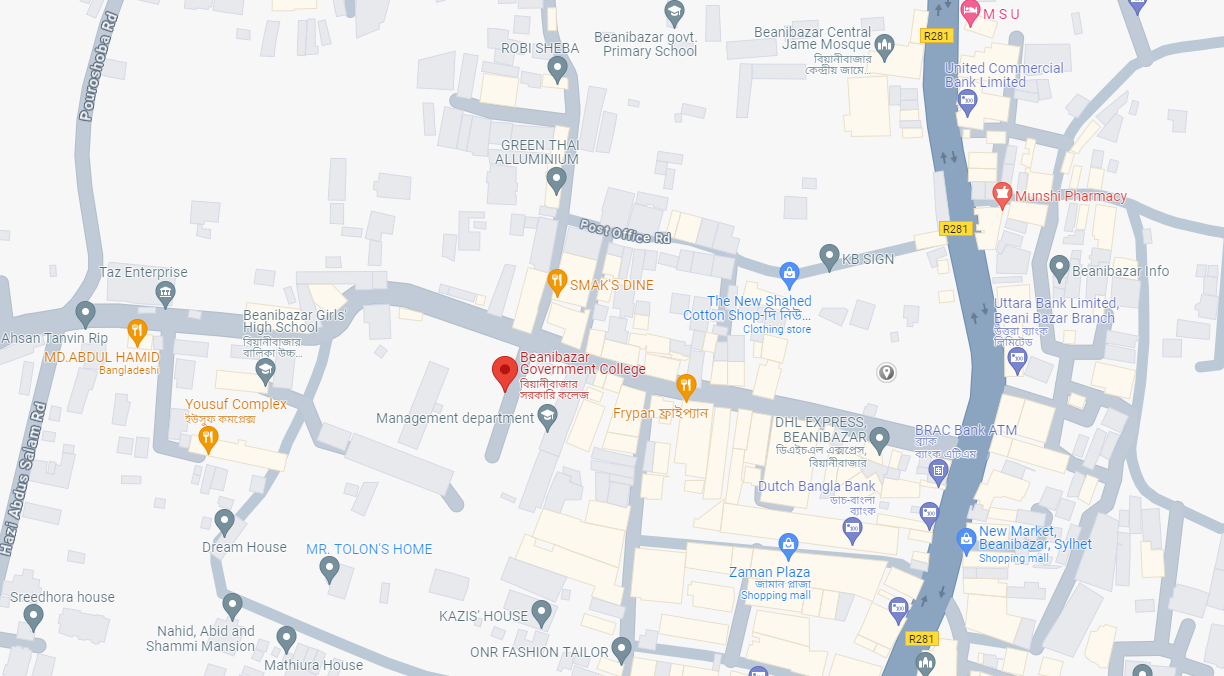 Pouroshoba Rd
ROBI SHEBA
Beanibazar govt.
Primary School
Beanibazar Central
Jame Mosque
বিয়ানীবাজার
কেন্দ্রীয় জামে...
R281
M S U
United Commercial
Bank Limited
GREEN THAI
ALLUMINIUM
Munshi Pharmacy
Post Office Rd
R281
KB SIGN
Beanibazar Info
Taz Enterprise
SMAK'S DINE
The New Shahed
Cotton Shop-দি নিউ...
Clothing store
Uttara Bank Limited,
Beani Bazar Branch
উত্তরা ব্যাংক
লিমিটেড
Ahsan Tanvin Rip
MD.ABDUL HAMID
Bangladeshi
Beanibazar Girls'
High School
বিয়ানীবাজার
বালিকা উচ্চ...
Beanibazar
Government College
বিয়ানীবাজার
সরকারি কলেজ
Yousuf Complex
ইউসুফ কমপ্লেক্স
Management department
Frypan ফ্রাইপ্যান
DHL EXPRESS,
BEANIBAZAR
ডিএইচএল এক্সপ্রেস,
বিয়ানীবাজার
BRAC Bank ATM
ব্র্যাক
ব্যাংক এটিএম
Hazi Abdus Salam Rd
Dutch Bangla Bank
ডাচ-বাংলা
ব্যাংক
Dream House
MR. TOLON'S HOME
New Market,
Beanibazar, Sylhet
Shopping mall
Zaman Plaza
জামান প্লাজা
Shopping mall
Sreedhora house
Nahid, Abid and
Shammi Mansion
KAZIS' HOUSE
Mathiura House
ONR FASHION TAILOR
R281